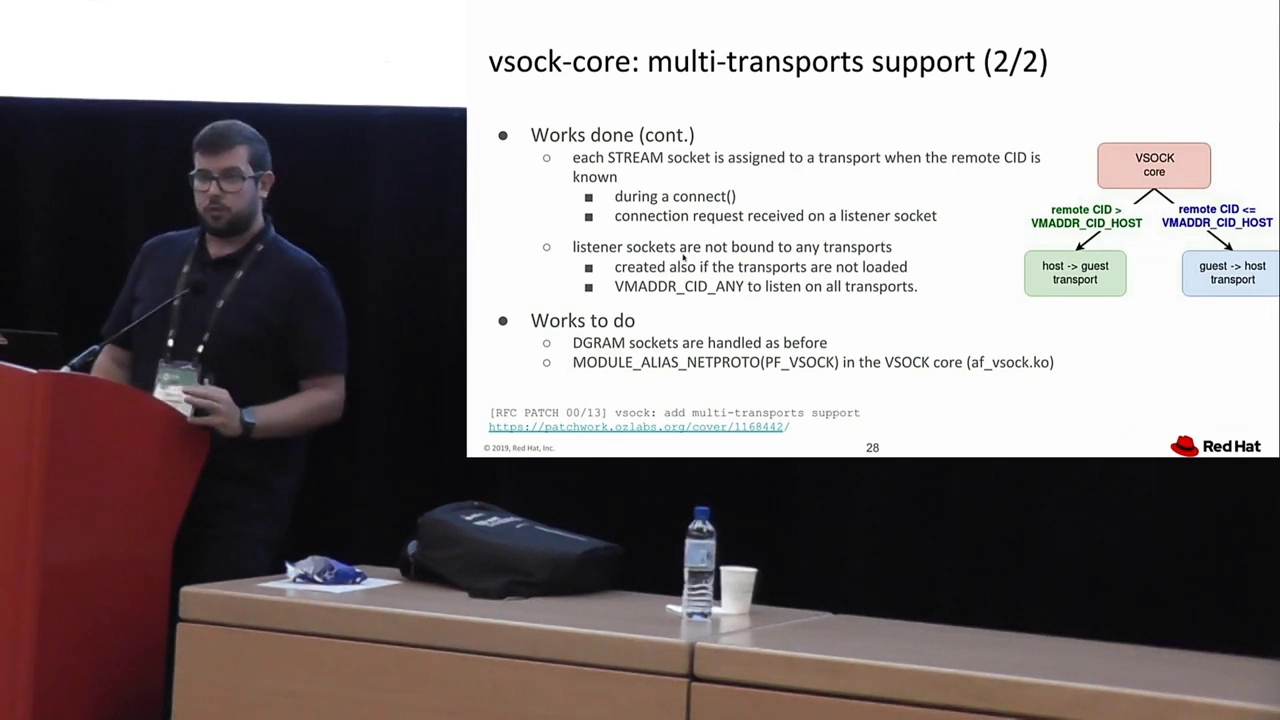 vsock-core: multi-transports support (2/2)
● Works done (cont.)
○ each STREAM socket is assigned to a transport when the remote CID is
known
■ during a connect()
■ connection request received on a listener socket
○ listener sockets are not bound to any transports
■ created also if the transports are not loaded
■ VMADDR_CID_ANY to listen on all transports.
● Works to do
○ DGRAM sockets are handled as before
○ MODULE_ALIAS_NETPROTO(PF_VSOCK) in the VSOCK core (af_vsock.ko)
VSOCK
core
remote CID >
VMADDR_CID_HOST
remote CID <=
VMADDR_CID_HOST
host -> guest
transport
guest -> host
transport
[RFC PATCH 00/13] vsock: add multi-transports support
https://patchwork.ozlabs.org/cover/1168442/
© 2019, Red Hat, Inc.
28
Red Hat